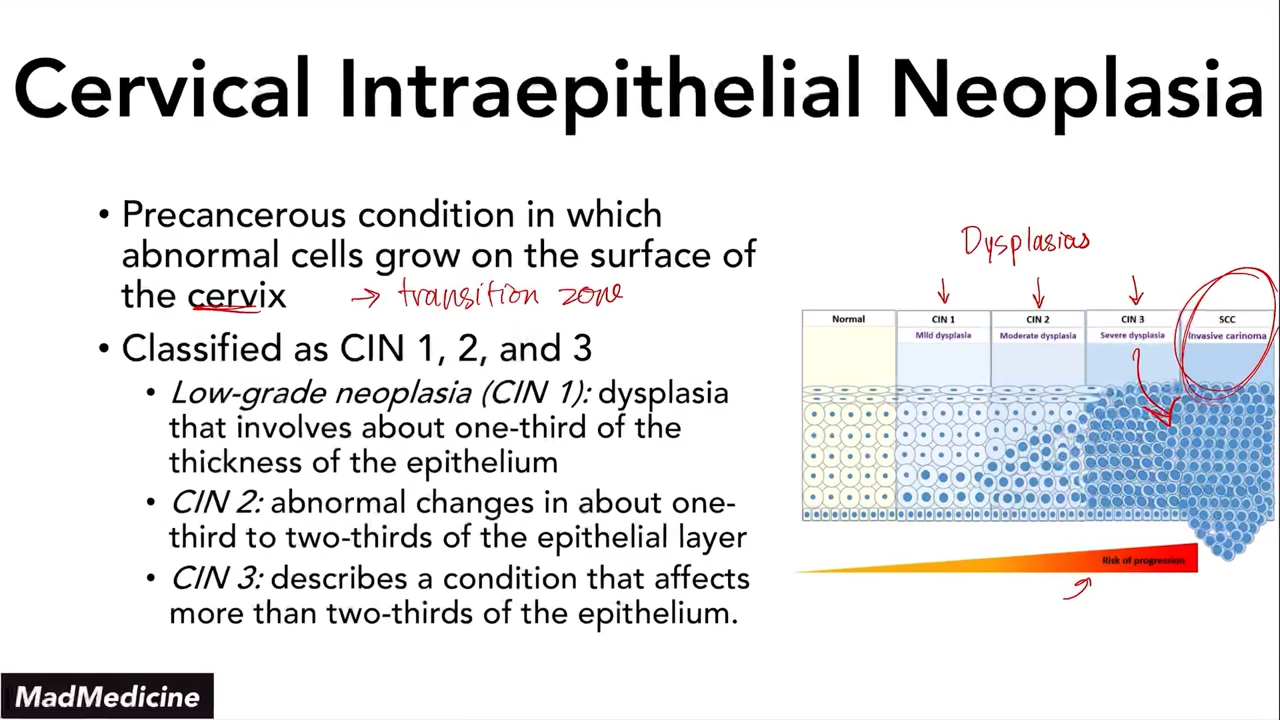 Cervical Intraepithelial Neoplasia
• Precancerous condition in which
abnormal cells grow on the surface of
the cervix → transition zone
• Classified as CIN 1, 2, and 3
• Low-grade neoplasia (CIN 1): dysplasia
that involves about one-third of the
thickness of the epithelium
• CIN 2: abnormal changes in about one-
third to two-thirds of the epithelial layer
• CIN 3: describes a condition that affects
more than two-thirds of the epithelium.
Dysplasias
Normal CIN 1 CIN 2 CIN 3 SCC
Mild dysplasia Moderate dysplasia Severe dysplasia Invasive carinoma
Risk of progression
MadMedicine